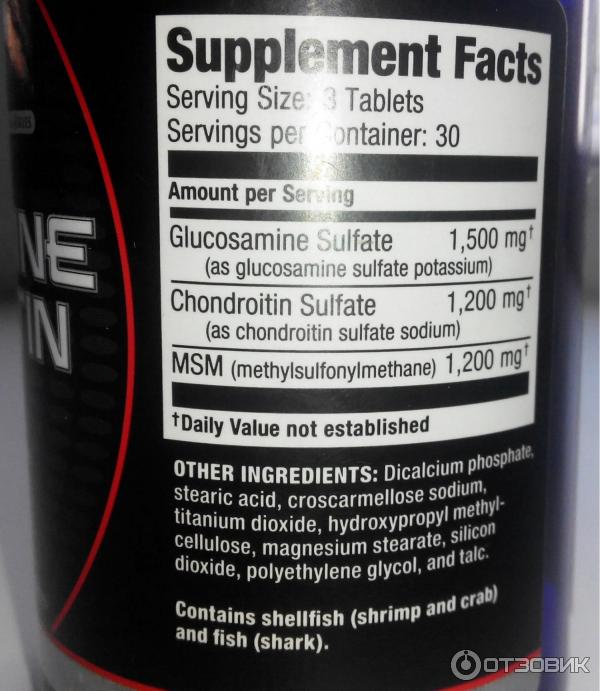 Supplement Facts
Serving Size: 3 Tablets
Servings per Container: 30
Amount per Serving
Glucosamine Sulfate 1,500 mg†
(as glucosamine sulfate potassium)
Chondroitin Sulfate 1,200 mg†
(as chondroitin sulfate sodium)
MSM (methylsulfonylmethane) 1,200 mg†
†Daily Value not established
OTHER INGREDIENTS: Dicalcium phosphate,
stearic acid, croscarmellose sodium,
titanium dioxide, hydroxypropyl methyl-
cellulose, magnesium stearate, silicon
dioxide, polyethylene glycol, and talc.
Contains shellfish (shrimp and crab)
and fish (shark).
NE
TIN
ОТЗОВИК